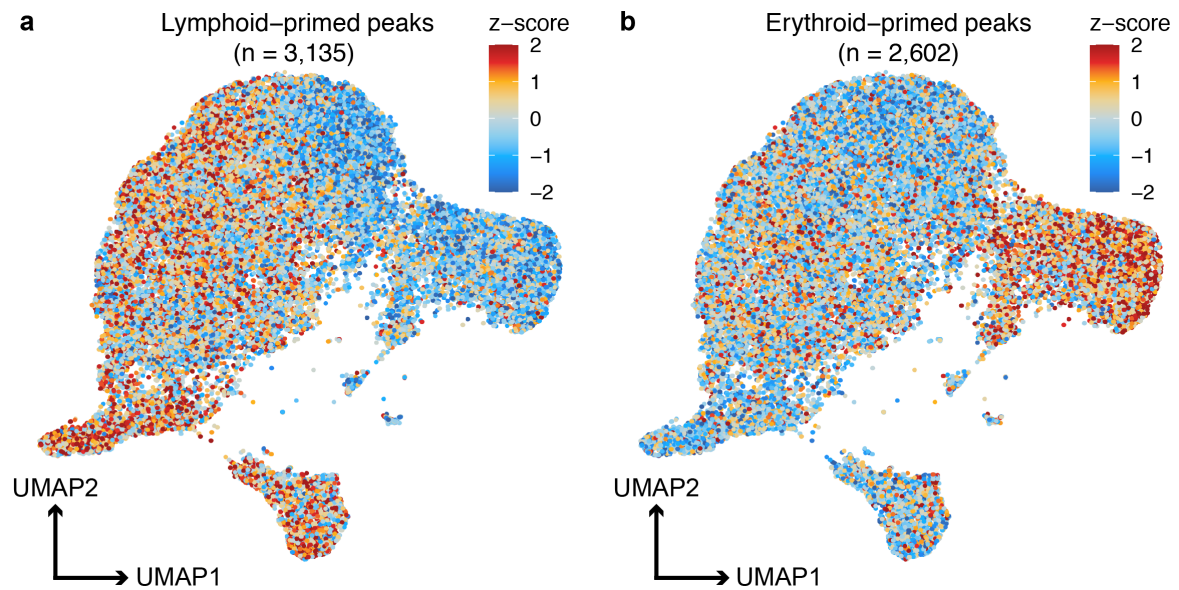 a
Lymphoid−primed peaks
(n = 3,135)
z−score
2
1
0
−1
−2
UMAP2
UMAP1
b
Erythroid−primed peaks
(n = 2,602)
z−score
2
1
0
−1
−2
UMAP2
UMAP1